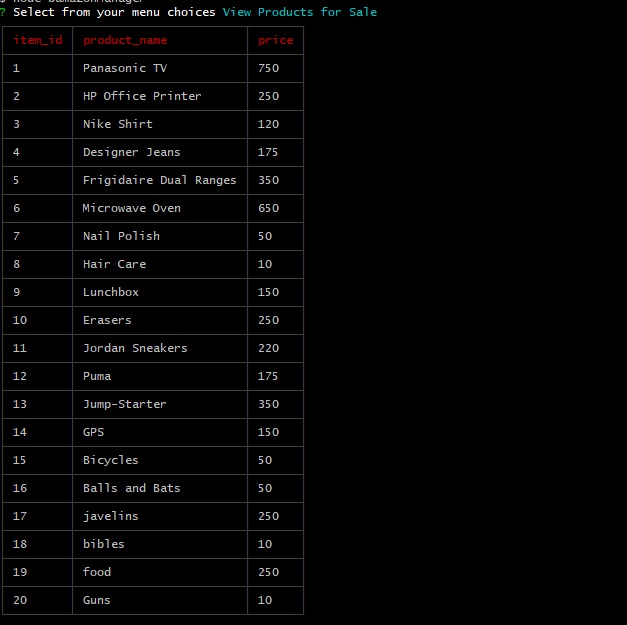 $ node BamazonManager
? Select from your menu choices View Products for Sale
item_id product_name price
1 Panasonic TV 750
2 HP Office Printer 250
3 Nike Shirt 120
4 Designer Jeans 175
5 Frigidaire Dual Ranges 350
6 Microwave Oven 650
7 Nail Polish 50
8 Hair Care 10
9 Lunchbox 150
10 Erasers 250
11 Jordan Sneakers 220
12 Puma 175
13 Jump-Starter 350
14 GPS 150
15 Bicycles 50
16 Balls and Bats 50
17 javelins 250
18 bibles 10
19 food 250
20 Guns 10